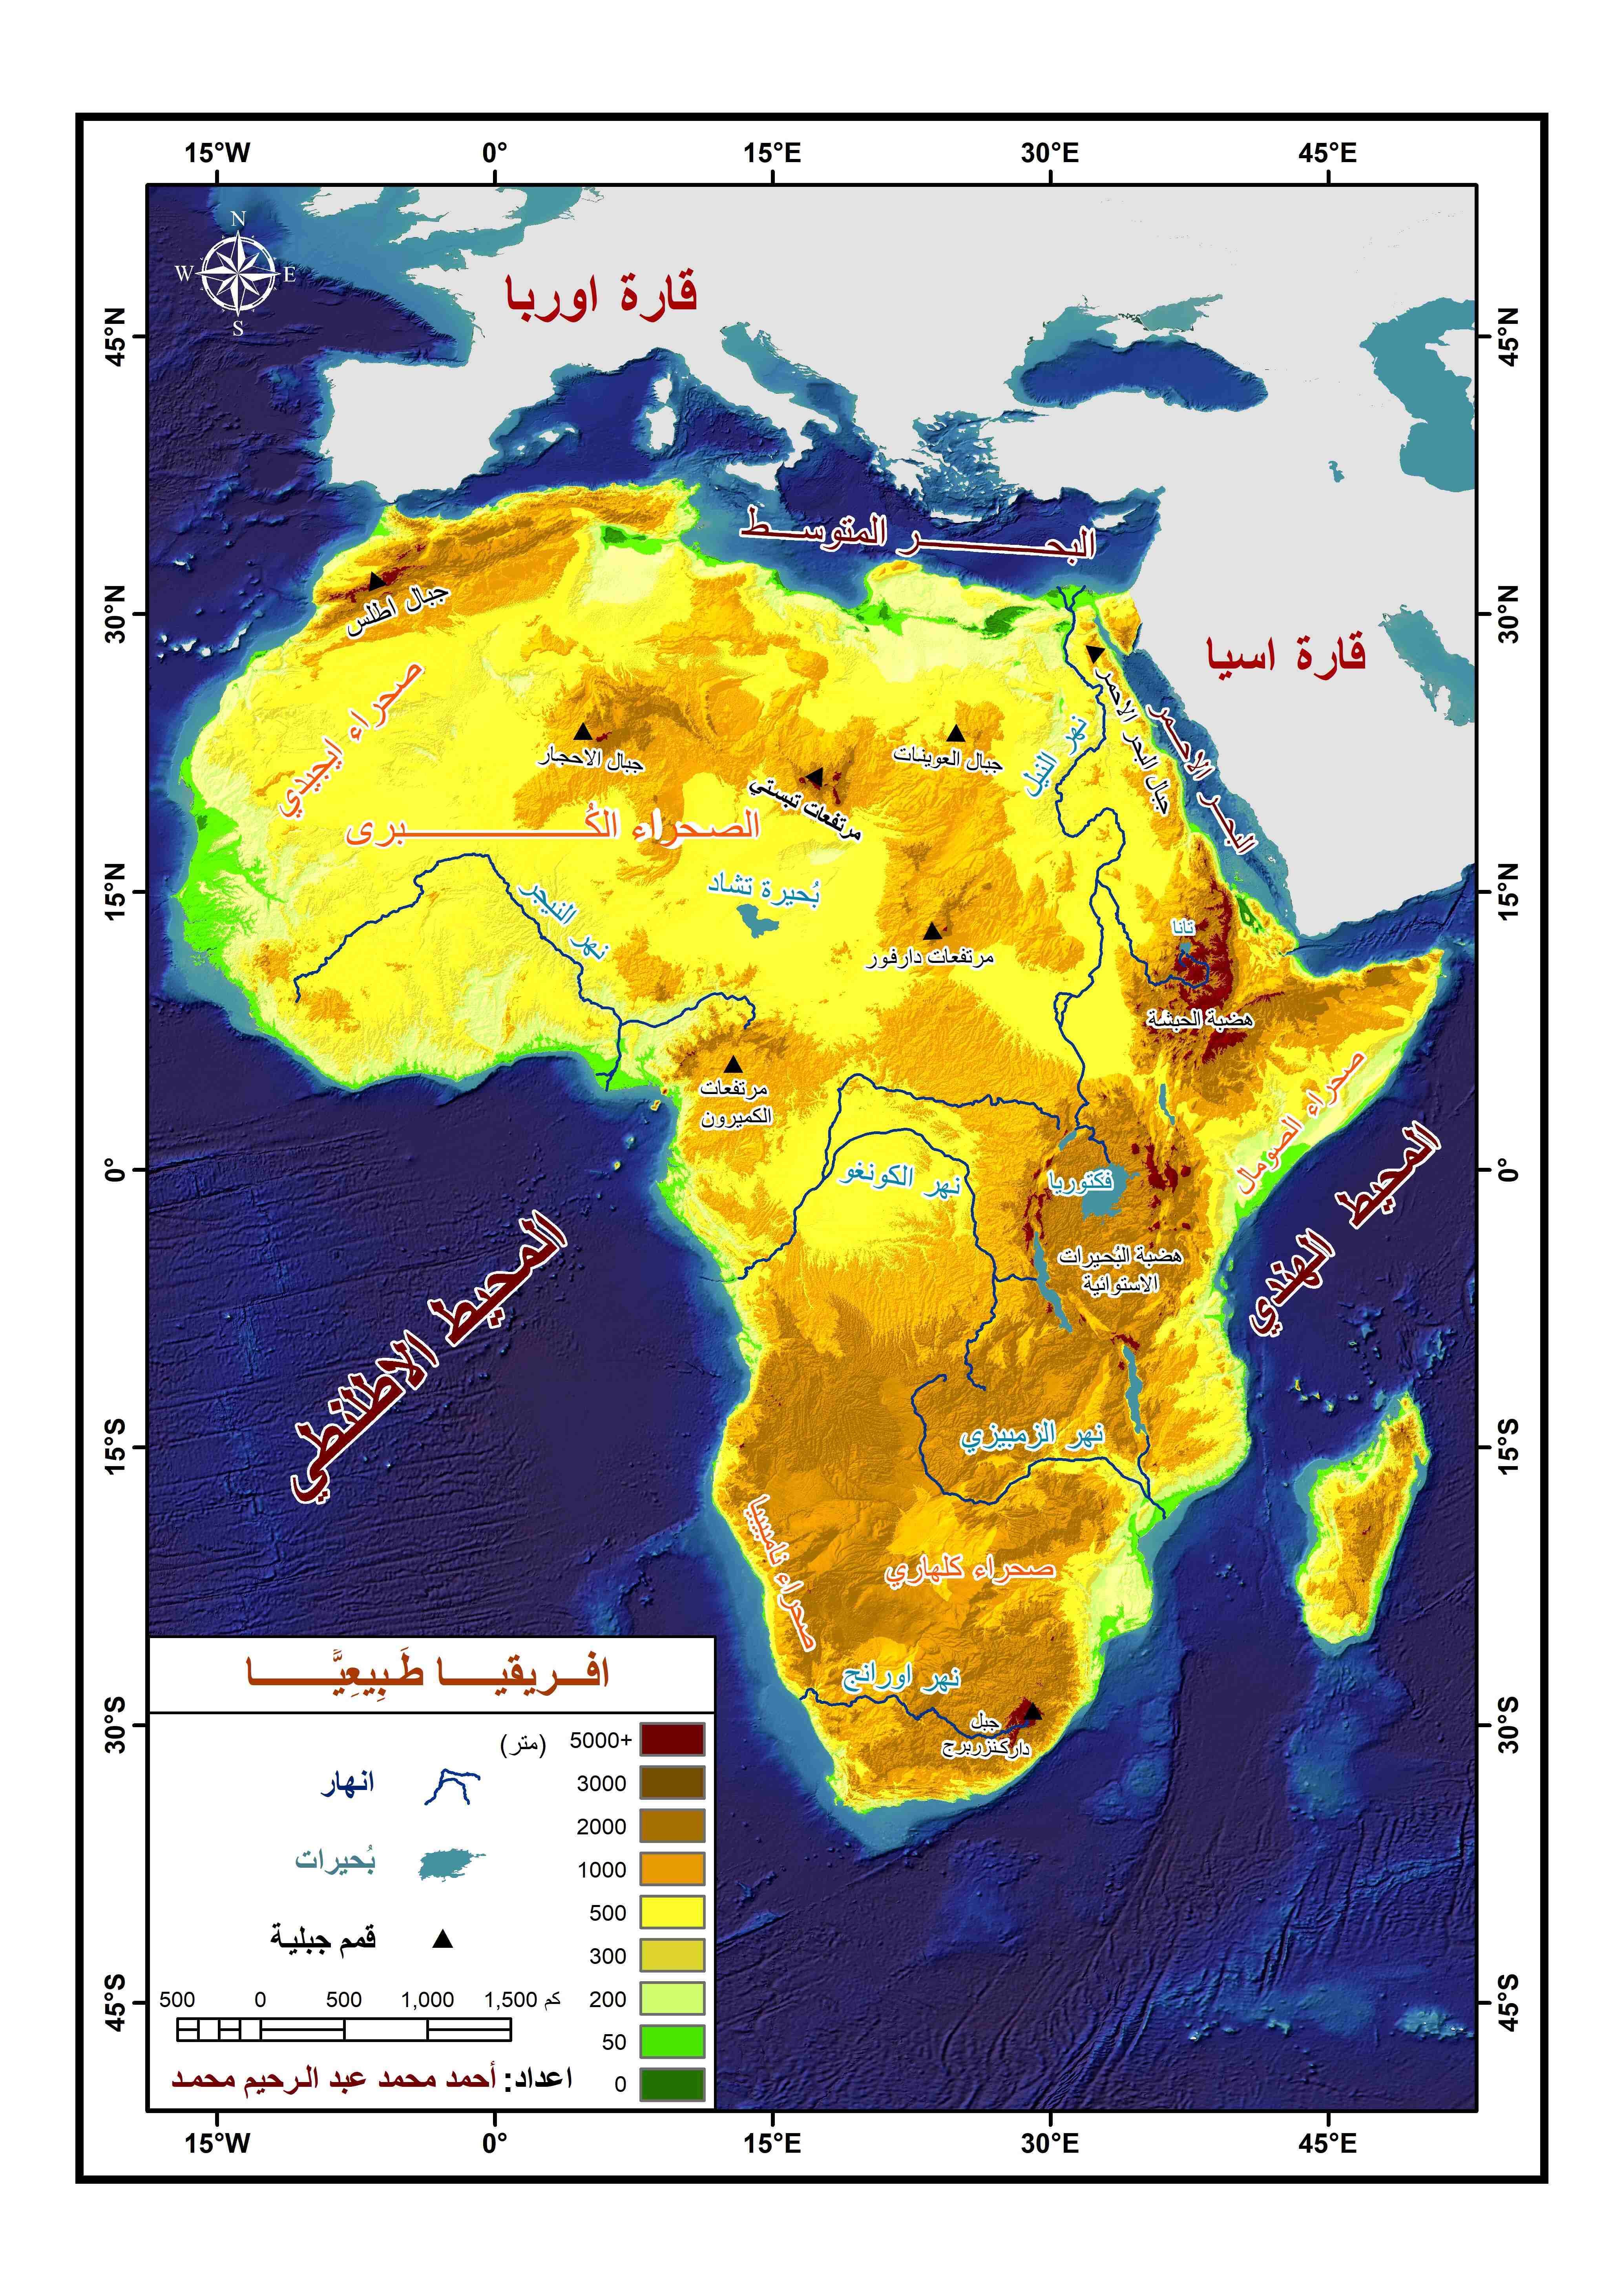 15°W 0° 15°E 30°E 45°E
N
W E
S
قارة اوربا
45°N 45°N
البحـــــــر المتوســـط
جبال اطلس
30°N 30°N
قارة اسيا
صحراء ايجيدي
جبال الاحجار
مرتفعات تبستي
جبال العوينات
نهر النيل
جبال البحر الاحمر
البحر الاحمر
الصحراء الكُـــــــــــبرى
15°N 15°N
نهر النيجر
بُحيرة تشاد
مرتفعات دارفور
تانا
هضبة الحبشة
مرتفعات
الكميرون
صحراء الصومال
0° 0°
نهر الكونغو
فكتوريا
هضبة البُحيرات
الاستوائية
المحيط الهندي
المحيط الاطلنطي
15°S 15°S
نهر الزمبيزي
صحراء ناميبيا
صحراء كلهاري
نهر اورانج
جبل
داركنزربرج
30°S 30°S
افــريقيـــا طَـبِيعِيَّـــــا
(متر) 5000+
3000
2000
1000
500
300
200
50
0
انهار
بُحيرات
قمم جبلية
500 0 500 1,000 1,500 كم
اعداد: أحمد محمد عبد الرحيم محمد
45°S 45°S
15°W 0° 15°E 30°E 45°E